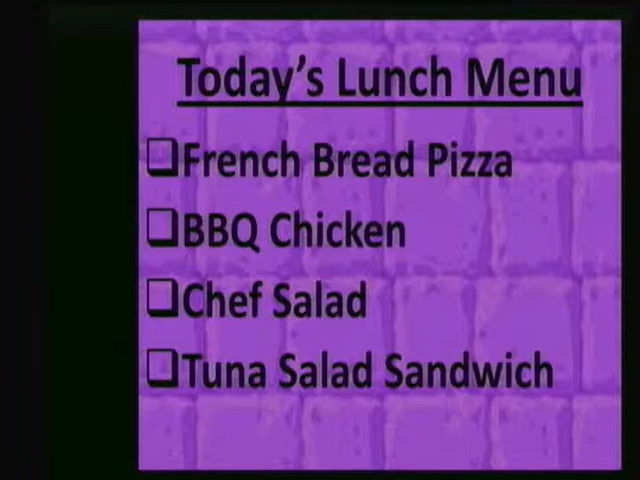 Today's Lunch Menu
❑French Bread Pizza
❑BBQ Chicken
❑Chef Salad
❑Tuna Salad Sandwich